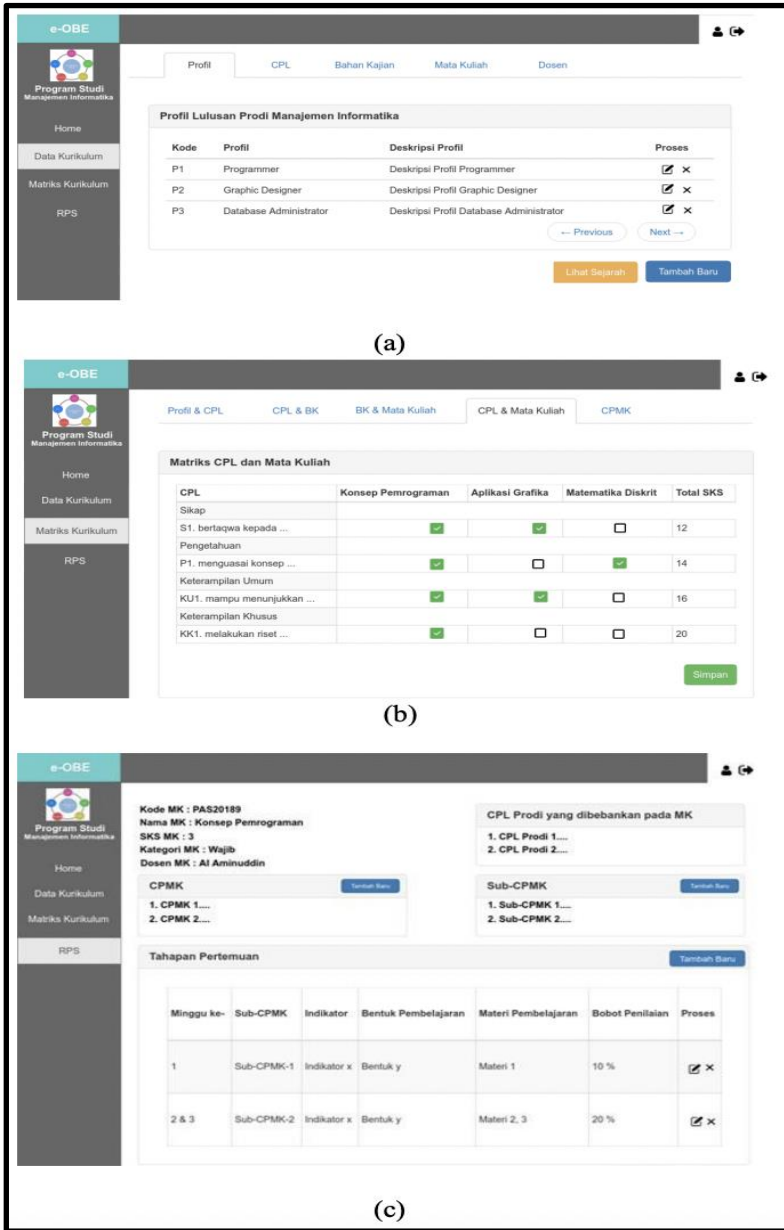 e-OBE
Program Studi
Manajemen Informatika
Home
Data Kurikulum
Matriks Kurikulum
RPS
Profil CPL Bahan Kajian Mata Kuliah Dosen
Profil Lulusan Prodi Manajemen Informatika
Kode Profil Deskripsi Profil Proses
P1 Programmer Deskripsi Profil Programmer
P2 Graphic Designer Deskripsi Profil Graphic Designer
P3 Database Administrator Deskripsi Profil Database Administrator
← Previous Next →
Lihat Sejarah Tambah Baru
(a)
e-OBE
Program Studi
Manajemen Informatika
Home
Data Kurikulum
Matriks Kurikulum
RPS
Profil & CPL CPL & BK BK & Mata Kuliah CPL & Mata Kuliah CPMK
Matriks CPL dan Mata Kuliah
CPL Konsep Pemrograman Aplikasi Grafika Matematika Diskrit Total SKS
Sikap
S1. bertaqwa kepada ... 12
Pengetahuan
P1. menguasai konsep ... 14
Keterampilan Umum
KU1. mampu menunjukkan ... 16
Keterampilan Khusus
KK1. melakukan riset ... 20
Simpan
(b)
e-OBE
Program Studi
Manajemen Informatika
Home
Data Kurikulum
Matriks Kurikulum
RPS
Kode MK : PAS20189
Nama MK : Konsep Pemrograman
SKS MK : 3
Kategori MK : Wajib
Dosen MK : Al Aminuddin
CPL Prodi yang dibebankan pada MK
1. CPL Prodi 1....
2. CPL Prodi 2....
CPMK Tambah Baru
1. CPMK 1....
2. CPMK 2....
Sub-CPMK Tambah Baru
1. Sub-CPMK 1....
2. Sub-CPMK 2....
Tahapan Pertemuan Tambah Baru
Minggu ke- Sub-CPMK Indikator Bentuk Pembelajaran Materi Pembelajaran Bobot Penilaian Proses
1 Sub-CPMK-1 Indikator x Bentuk y Materi 1 10 %
2 & 3 Sub-CPMK-2 Indikator x Bentuk y Materi 2, 3 20 %
(c)